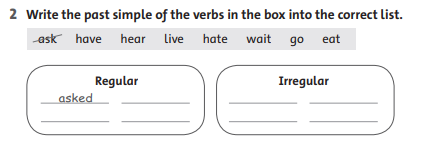 2 Write the past simple of the verbs in the box into the correct list.
ask have hear live hate wait go eat
Regular Irregular
asked